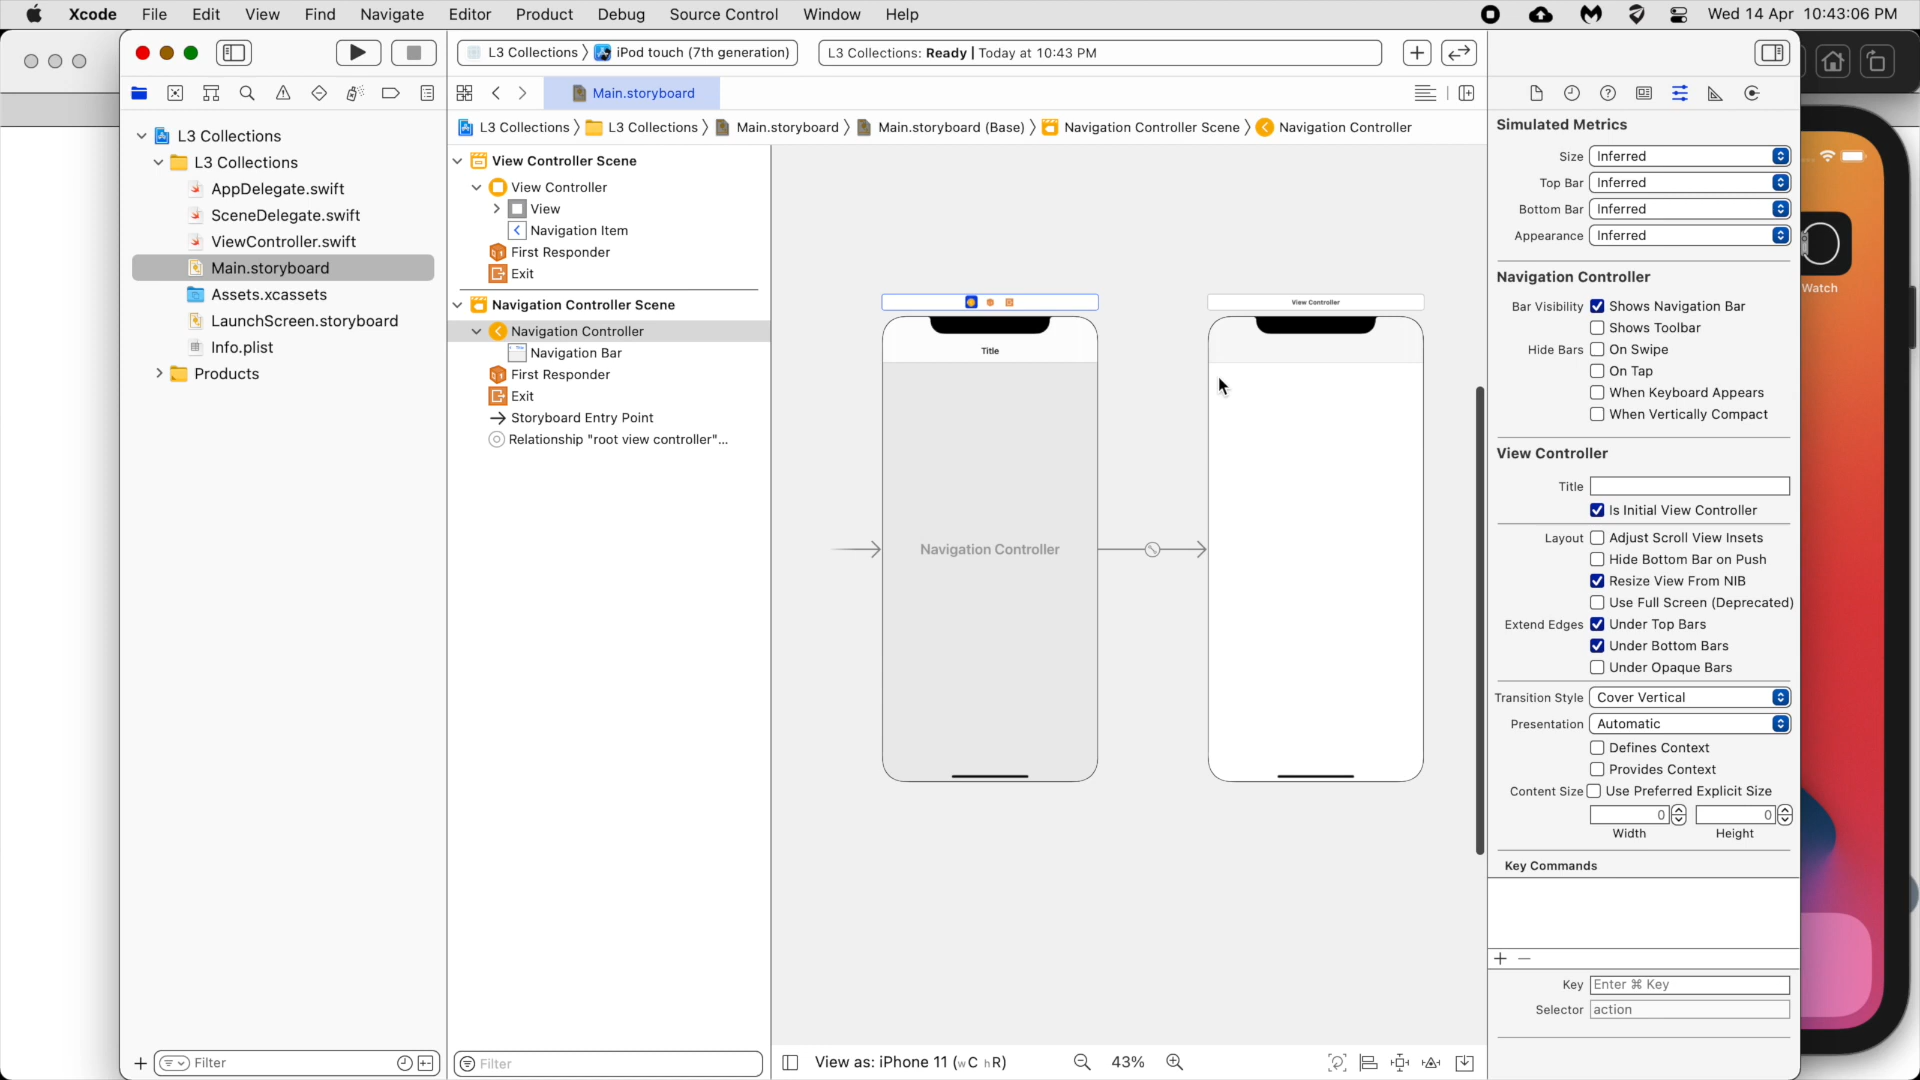 Xcode File Edit View Find Navigate Editor Product Debug Source Control Window Help Wed 14 Apr 10:43:06 PM
L3 Collections iPod touch (7th generation) L3 Collections: Ready | Today at 10:43 PM
Main.storyboard
L3 Collections L3 Collections Main.storyboard Main.storyboard (Base) Navigation Controller Scene Navigation Controller
L3 Collections
L3 Collections
AppDelegate.swift
SceneDelegate.swift
ViewController.swift
Main.storyboard
Assets.xcassets
LaunchScreen.storyboard
Info.plist
Products
Filter
View Controller Scene
View Controller
View
Navigation Item
First Responder
Exit
Navigation Controller Scene
Navigation Controller
Navigation Bar
First Responder
Exit
Storyboard Entry Point
Relationship "root view controller"...
Filter
View Controller
Title
Navigation Controller
View as: iPhone 11 (wC hR) 43%
Simulated Metrics
Size Inferred
Top Bar Inferred
Bottom Bar Inferred
Appearance Inferred
Navigation Controller
Bar Visibility Shows Navigation Bar
Shows Toolbar
Hide Bars On Swipe
On Tap
When Keyboard Appears
When Vertically Compact
View Controller
Title
Is Initial View Controller
Layout Adjust Scroll View Insets
Hide Bottom Bar on Push
Resize View From NIB
Use Full Screen (Deprecated)
Extend Edges Under Top Bars
Under Bottom Bars
Under Opaque Bars
Transition Style Cover Vertical
Presentation Automatic
Defines Context
Provides Context
Content Size Use Preferred Explicit Size
0 0
Width Height
Key Commands
Key Enter ⌘ Key
Selector action
Watch